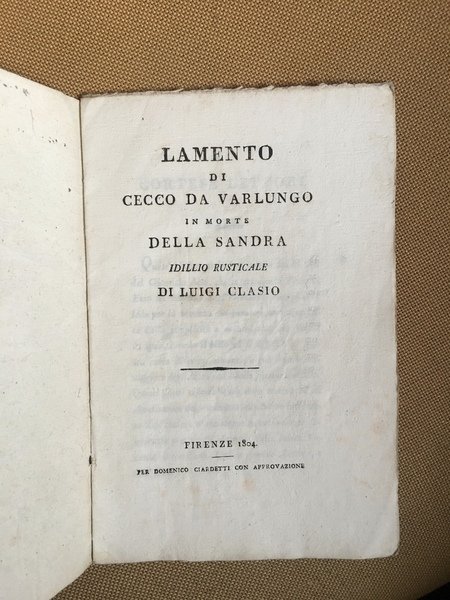 LAMENTO
DI
CECCO DA VARLUNGO
IN MORTE
DELLA SANDRA
IDILLIO RUSTICALE
DI LUIGI CLASIO
FIRENZE 1804.
PER DOMENICO CIARDETTI CON APPROVAZIONE